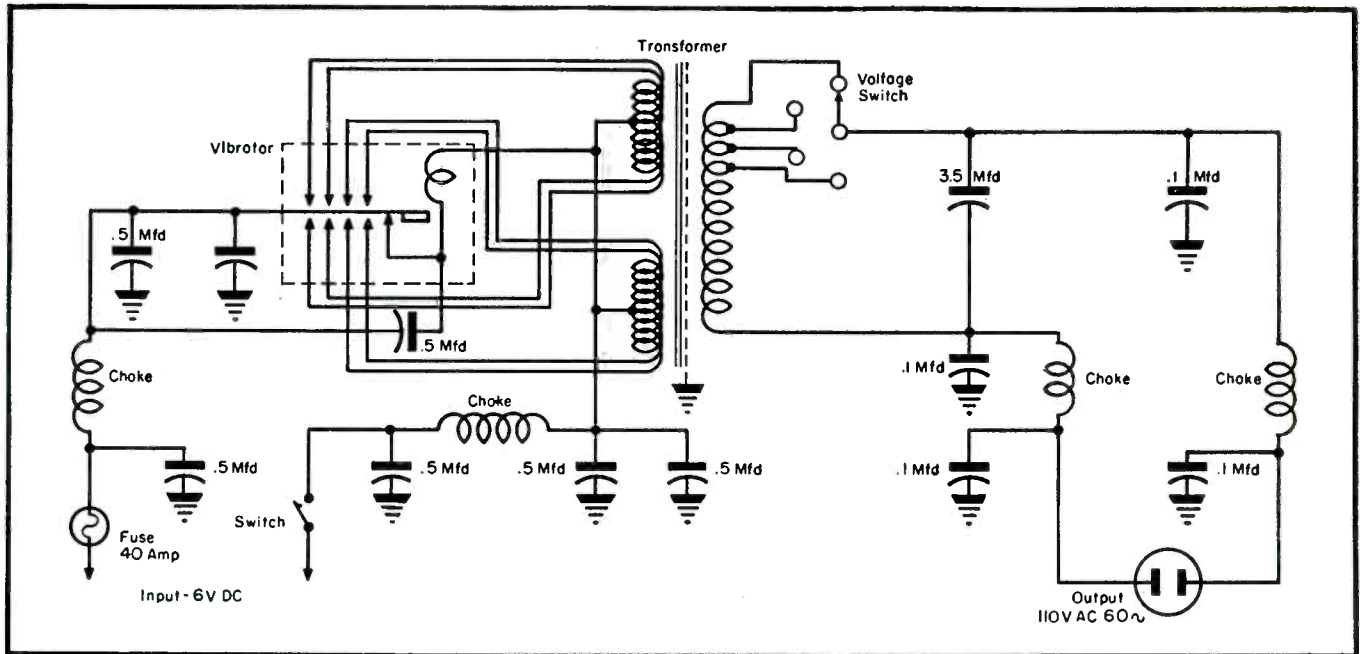 Transformer
Voltage
Switch
Vibrator
3.5 Mfd
.1 Mfd
.5 Mfd
.5 Mfd
Choke
.1 Mfd
Choke
Choke
Choke
.5 Mfd
.5 Mfd
.5 Mfd
.5 Mfd
.1 Mfd
.1 Mfd
Switch
Fuse
40 Amp
Input - 6V DC
Output
110V AC 60~